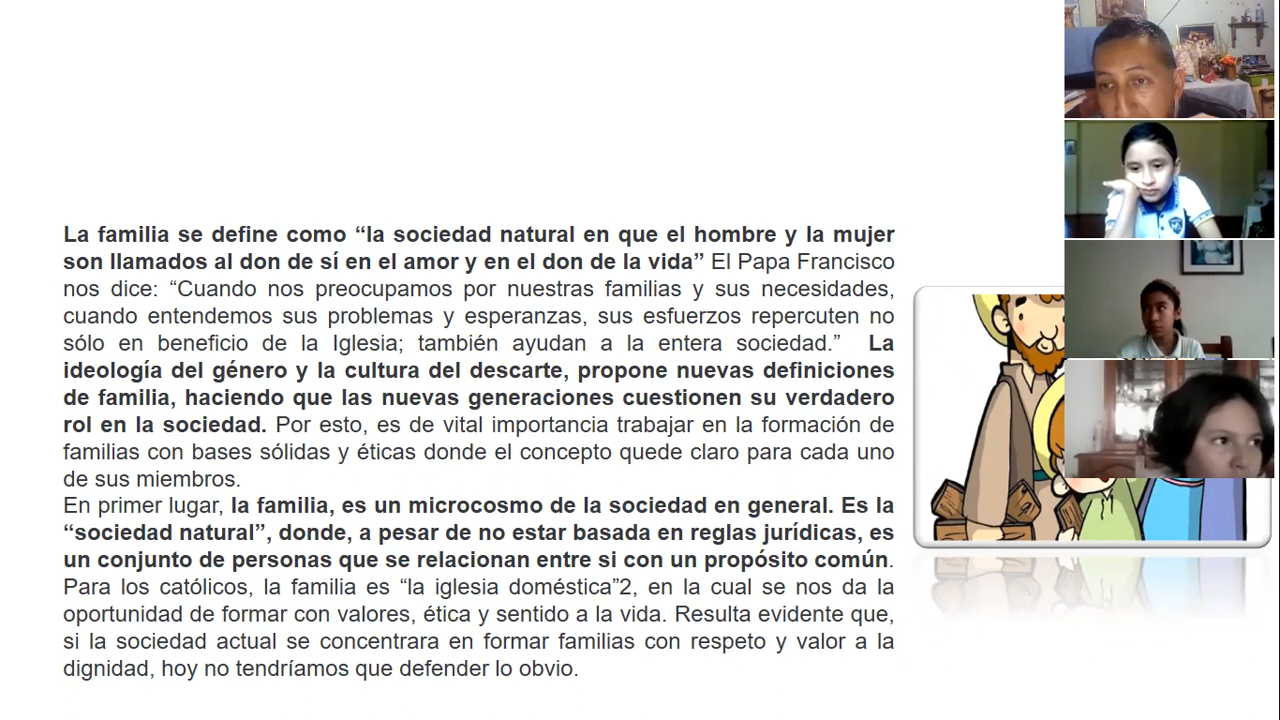 La familia se define como “la sociedad natural en que el hombre y la mujer
son llamados al don de sí en el amor y en el don de la vida” El Papa Francisco
nos dice: “Cuando nos preocupamos por nuestras familias y sus necesidades,
cuando entendemos sus problemas y esperanzas, sus esfuerzos repercuten no
sólo en beneficio de la Iglesia; también ayudan a la entera sociedad.” La
ideología del género y la cultura del descarte, propone nuevas definiciones
de familia, haciendo que las nuevas generaciones cuestionen su verdadero
rol en la sociedad. Por esto, es de vital importancia trabajar en la formación de
familias con bases sólidas y éticas donde el concepto quede claro para cada uno
de sus miembros.
En primer lugar, la familia, es un microcosmo de la sociedad en general. Es la
“sociedad natural”, donde, a pesar de no estar basada en reglas jurídicas, es
un conjunto de personas que se relacionan entre si con un propósito común.
Para los católicos, la familia es “la iglesia doméstica”2, en la cual se nos da la
oportunidad de formar con valores, ética y sentido a la vida. Resulta evidente que,
si la sociedad actual se concentrara en formar familias con respeto y valor a la
dignidad, hoy no tendríamos que defender lo obvio.